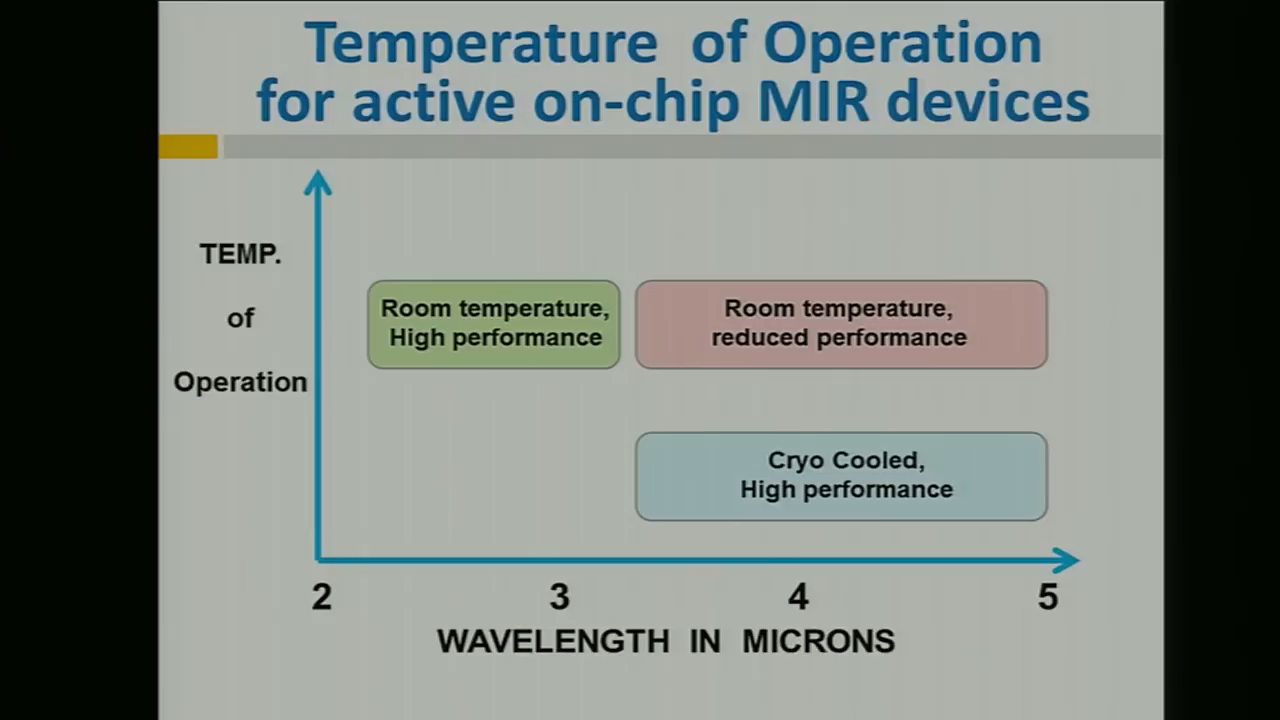 Temperature of Operation
for active on-chip MIR devices
TEMP.
of
Operation
Room temperature,
High performance
Room temperature,
reduced performance
Cryo Cooled,
High performance
2 3 4 5
WAVELENGTH IN MICRONS